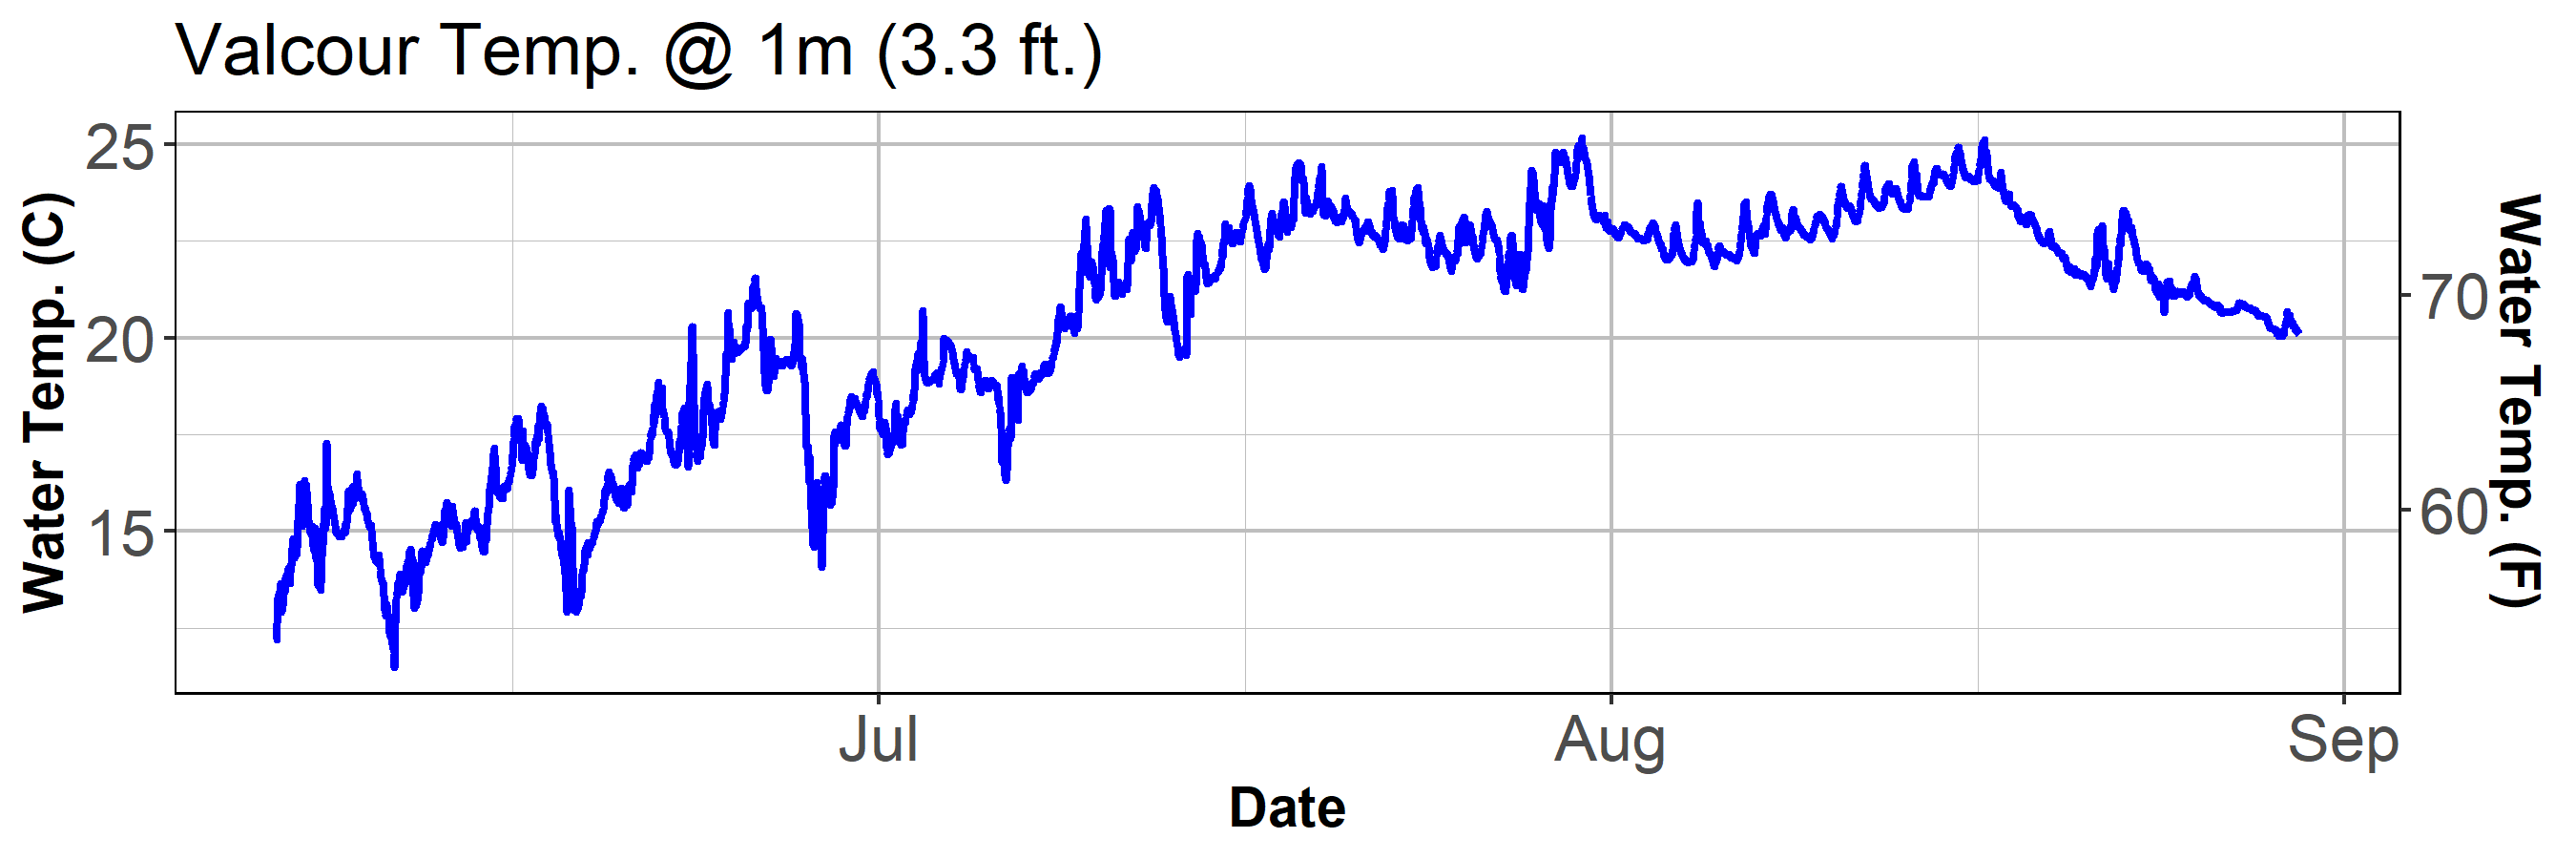 Valcour Temp. @ 1m (3.3 ft.)
Water Temp. (C)
25
20
15
70
60
Water Temp. (F)
Jul
Aug
Sep
Date